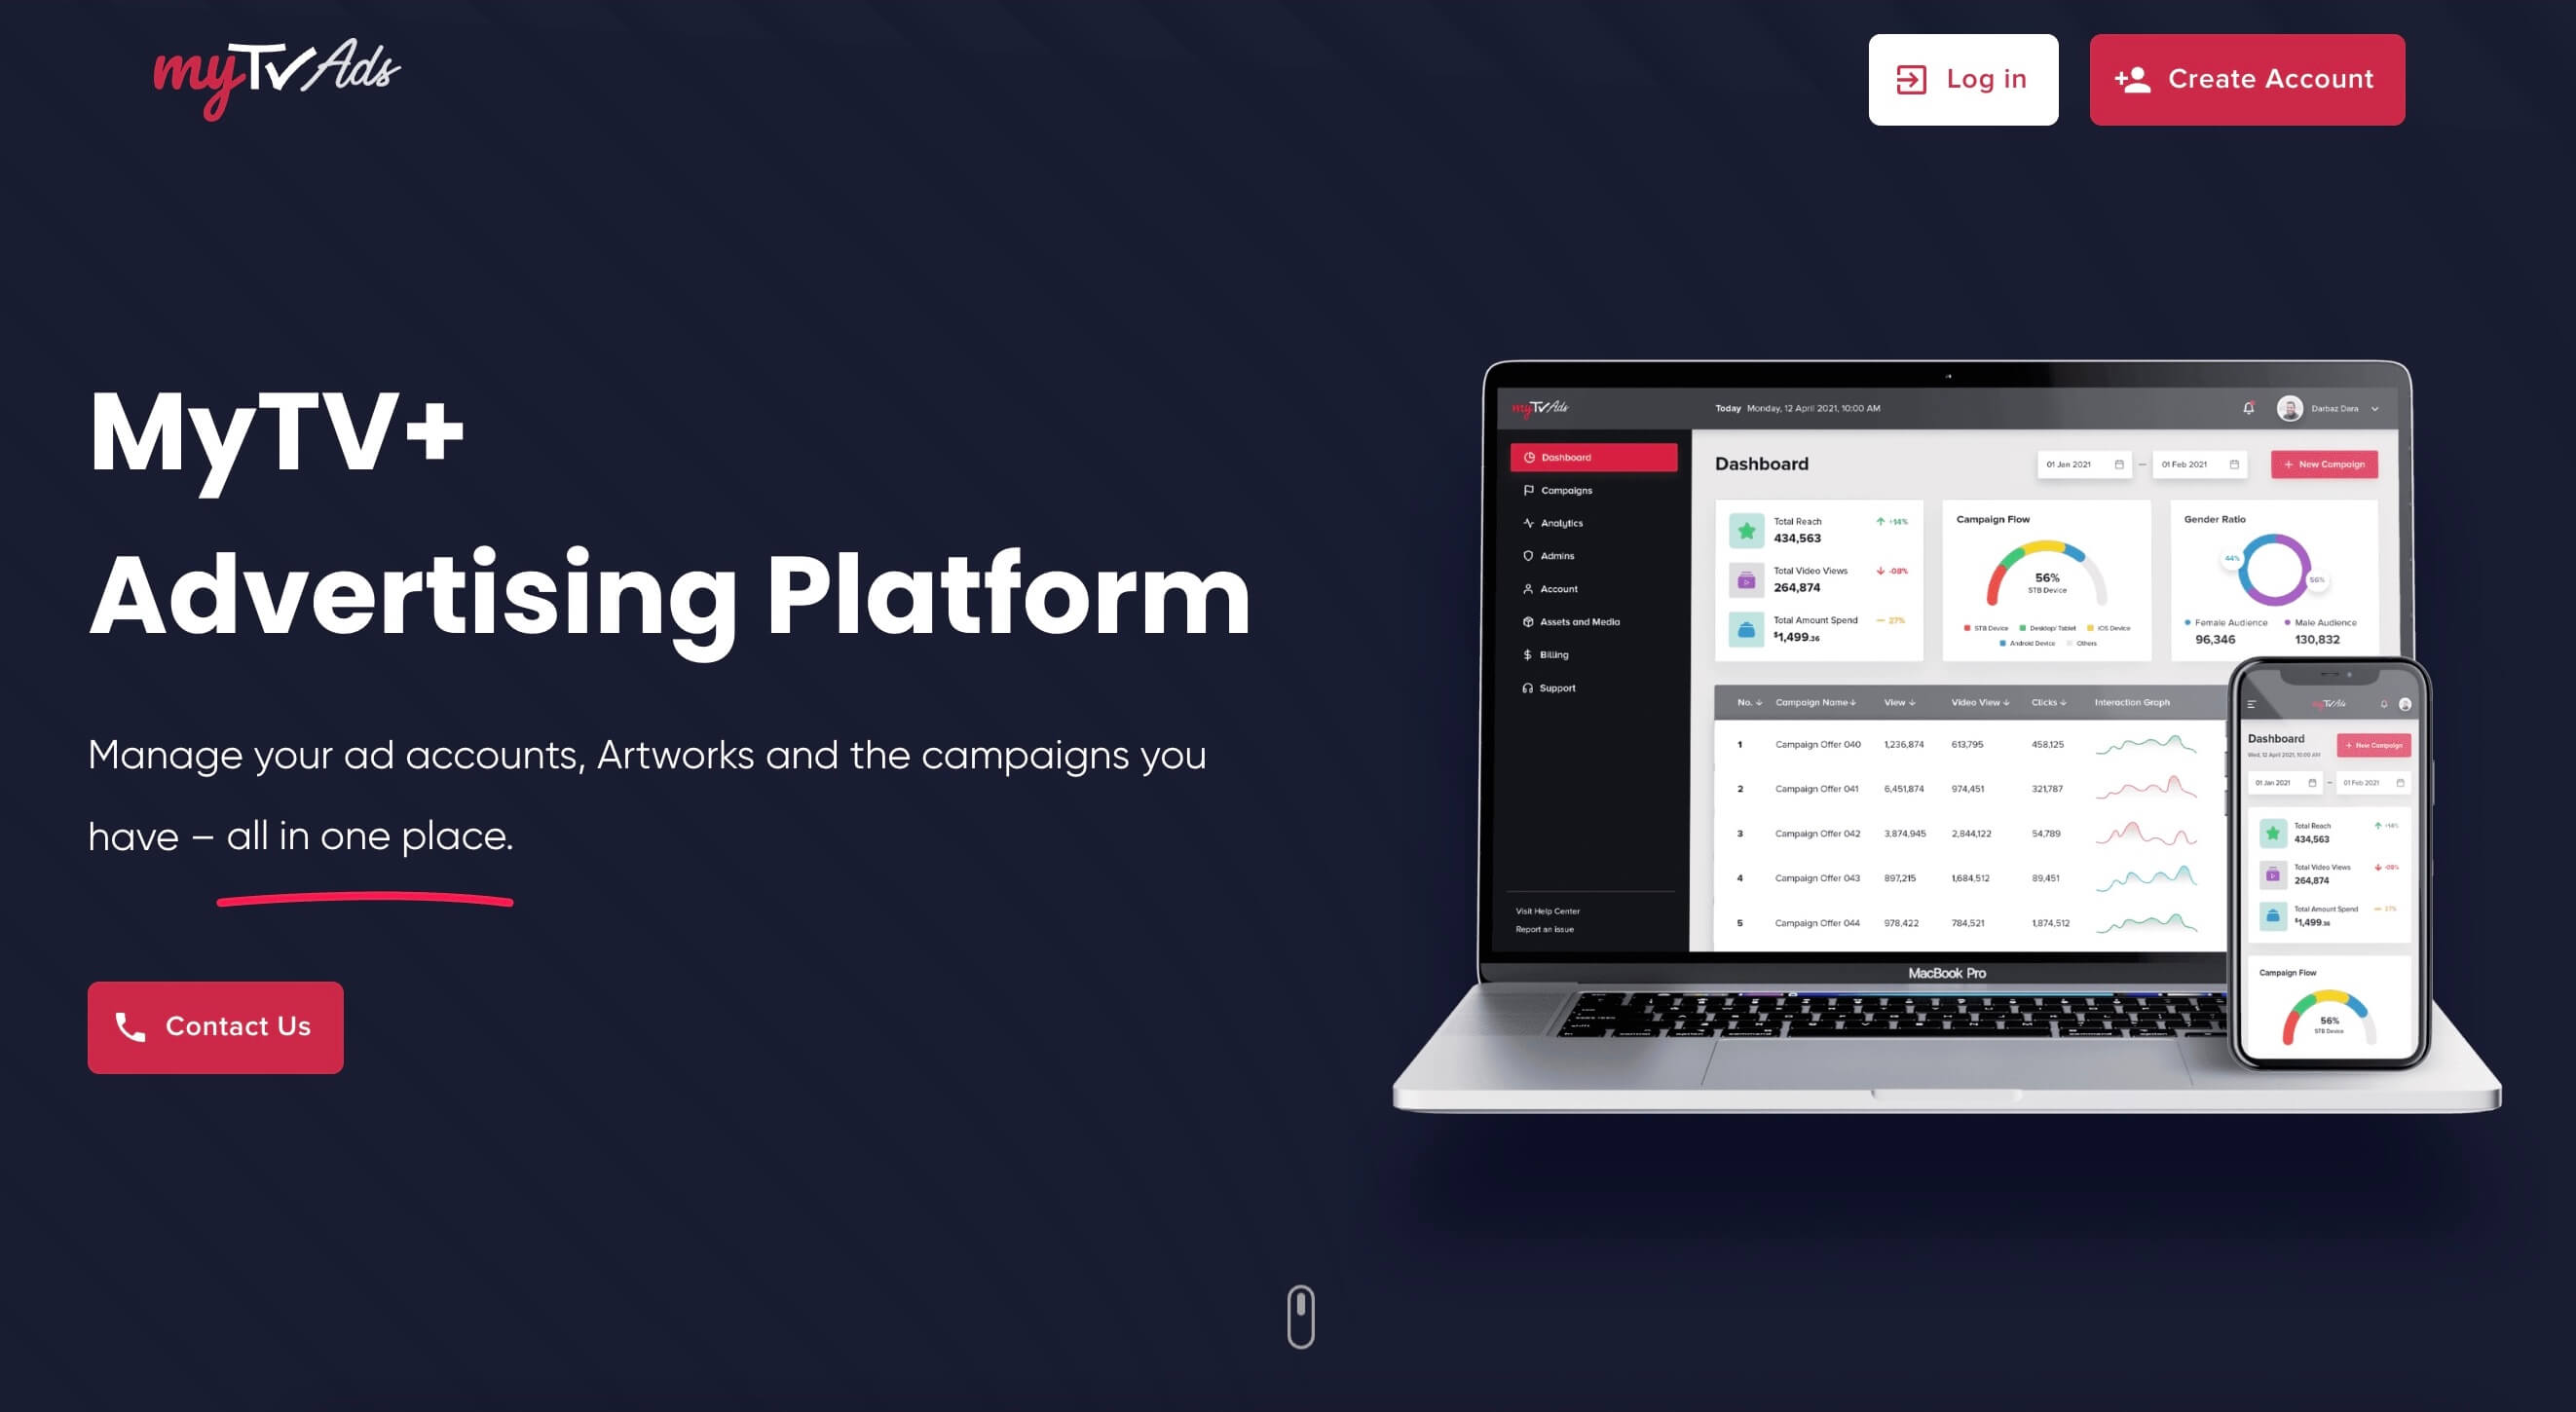 myTV Ads
Log in
Create Account
MyTV+
Advertising Platform
Manage your ad accounts, Artworks and the campaigns you
have – all in one place.
Contact Us
myTV Ads
Today Monday, 12 April 2021, 10:00 AM
Darbaz Dara
Dashboard
Campaigns
Analytics
Admins
Account
Assets and Media
Billing
Support
Visit Help Center
Report an issue
Dashboard
01 Jan 2021 – 01 Feb 2021
+ New Campaign
Total Reach +14%
434,563
Total Video Views -08%
264,874
Total Amount Spend 27%
$1,499.36
Campaign Flow
56%
STB Device
STB Device Desktop/Tablet iOS Device
Android Device Others
Gender Ratio
44%
56%
Female Audience Male Audience
96,346 130,832
No. Campaign Name View Video View Clicks Interaction Graph
1 Campaign Offer 040 1,236,874 613,795 458,125
2 Campaign Offer 041 6,451,874 974,451 321,787
3 Campaign Offer 042 3,874,945 2,844,122 54,789
4 Campaign Offer 043 897,215 1,684,512 89,451
5 Campaign Offer 044 978,422 784,521 1,874,512
MacBook Pro
myTV Ads
Dashboard
Wed, 12 April 2021, 10:00 AM
+ New Campaign
01 Jan 2021 – 01 Feb 2021
Total Reach +14%
434,563
Total Video Views -08%
264,874
Total Amount Spend 27%
$1,499.36
Campaign Flow
56%
STB Device